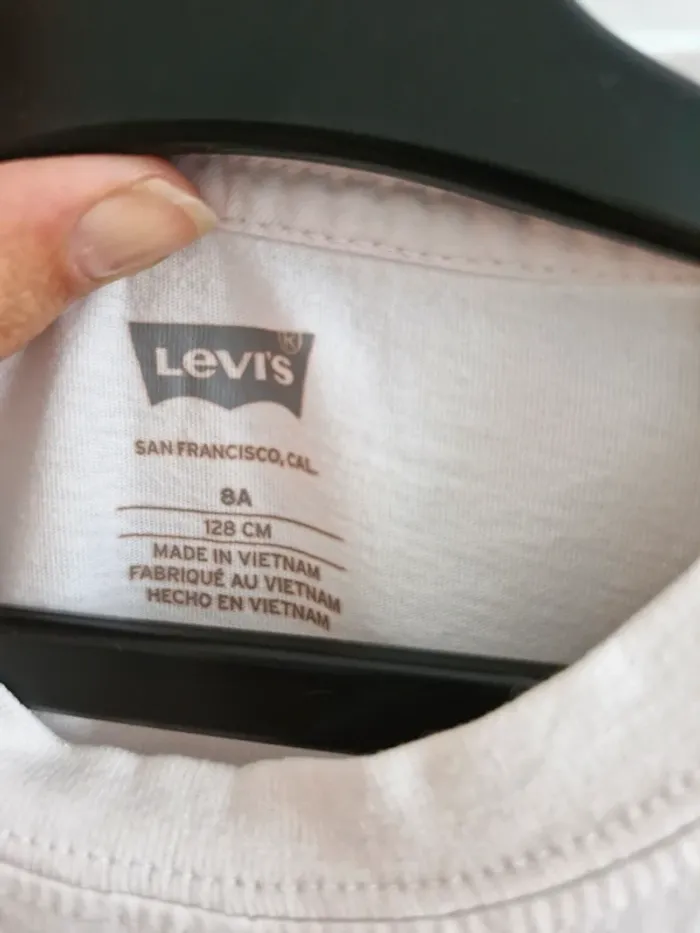 LEVI'S ®
SAN FRANCISCO, CAL.
8A
128 CM
MADE IN VIETNAM
FABRIQUÉ AU VIETNAM
HECHO EN VIETNAM